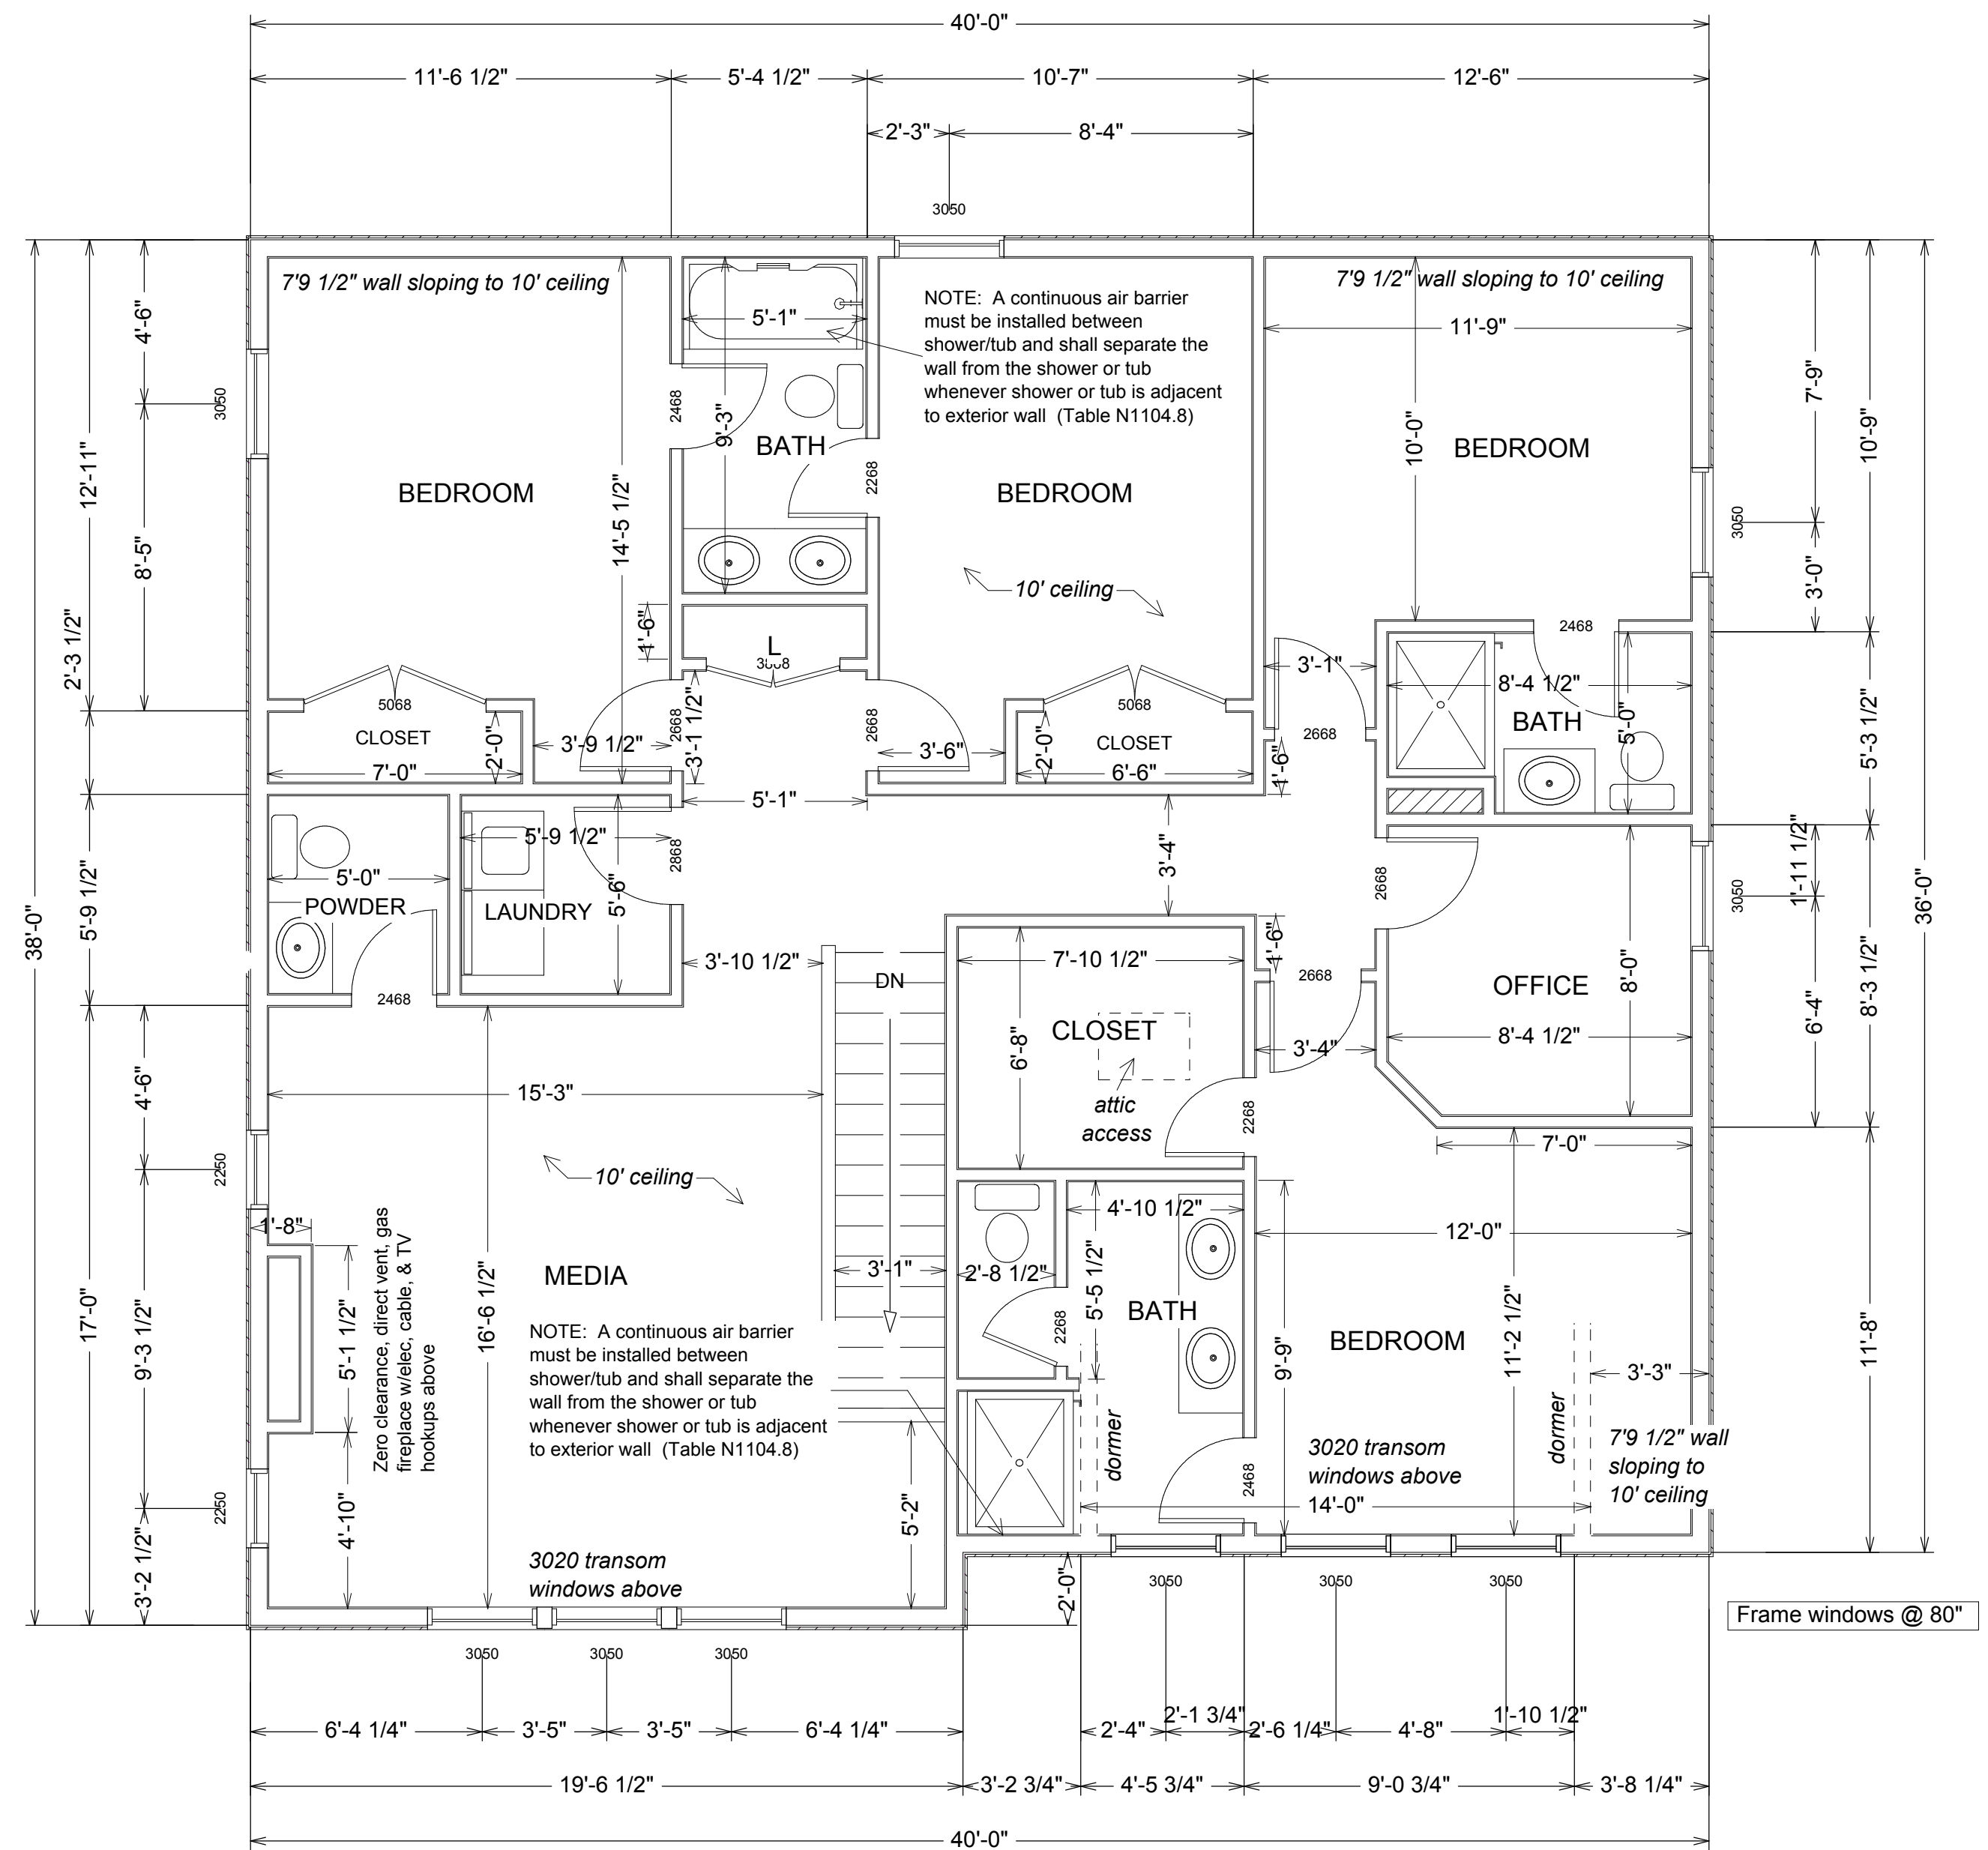 40'-0"
11'-6 1/2"
5'-4 1/2"
10'-7"
12'-6"
2'-3"
8'-4"
3050
7'9 1/2" wall sloping to 10' ceiling
7'9 1/2" wall sloping to 10' ceiling
NOTE: A continuous air barrier
must be installed between
shower/tub and shall separate the
wall from the shower or tub
whenever shower or tub is adjacent
to exterior wall (Table N1104.8)
5'-1"
11'-9"
4'-6"
3050
2468
9'-3"
BATH
2268
10'-0"
BEDROOM
7'-9"
10'-9"
12'-11"
BEDROOM
14'-5 1/2"
BEDROOM
3050
8'-5"
10' ceiling
3'-0"
2'-3 1/2"
1'-6"
L
2468
3'-1"
8'-4 1/2"
BATH
5'-0"
5068
CLOSET
2'-0"
7'-0"
3'-9 1/2"
2668
3'-1 1/2"
2668
3'-6"
5068
CLOSET
2'-0"
6'-6"
2668
1'-6"
5'-3 1/2"
5'-1"
5'-9 1/2"
38'-0"
5'-0"
POWDER
2468
5'-9 1/2"
LAUNDRY
5'-6"
2868
3'-4"
2668
3050
1'-11 1/2"
36'-0"
3'-10 1/2"
DN
7'-10 1/2"
1'-6"
2668
OFFICE
8'-0"
8'-4 1/2"
6'-4"
8'-3 1/2"
6'-8"
CLOSET
attic
access
3'-4"
2268
4'-6"
15'-3"
2250
10' ceiling
7'-0"
1'-8"
4'-10 1/2"
12'-0"
17'-0"
9'-3 1/2"
5'-1 1/2"
Zero clearance, direct vent, gas
fireplace w/elec, cable, & TV
hookups above
16'-6 1/2"
MEDIA
3'-1"
2'-8 1/2"
5'-5 1/2"
2268
BATH
9'-9"
BEDROOM
11'-2 1/2"
3'-3"
11'-8"
NOTE: A continuous air barrier
must be installed between
shower/tub and shall separate the
wall from the shower or tub
whenever shower or tub is adjacent
to exterior wall (Table N1104.8)
dormer
2468
3020 transom
windows above
dormer
7'9 1/2" wall
sloping to
10' ceiling
14'-0"
2250
3'-2 1/2"
4'-10"
5'-2"
3020 transom
windows above
2'-0"
3050
3050
3050
Frame windows @ 80"
3050
3050
3050
6'-4 1/4"
3'-5"
3'-5"
6'-4 1/4"
2'-4"
2'-1 3/4"
2'-6 1/4"
4'-8"
1'-10 1/2"
19'-6 1/2"
3'-2 3/4"
4'-5 3/4"
9'-0 3/4"
3'-8 1/4"
40'-0"